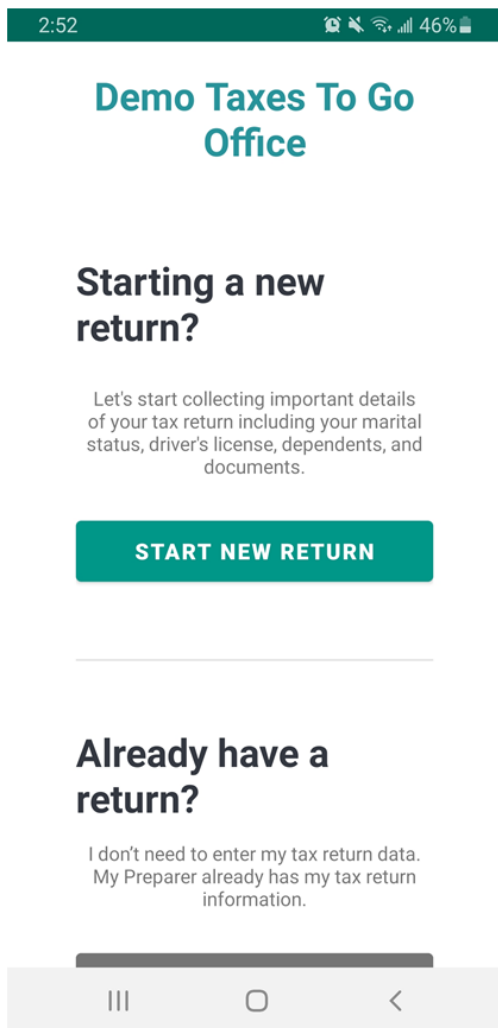 2:52 46%
Demo Taxes To Go
Office
Starting a new
return?
Let's start collecting important details
of your tax return including your marital
status, driver's license, dependents, and
documents.
START NEW RETURN
Already have a
return?
I don't need to enter my tax return data.
My Preparer already has my tax return
information.